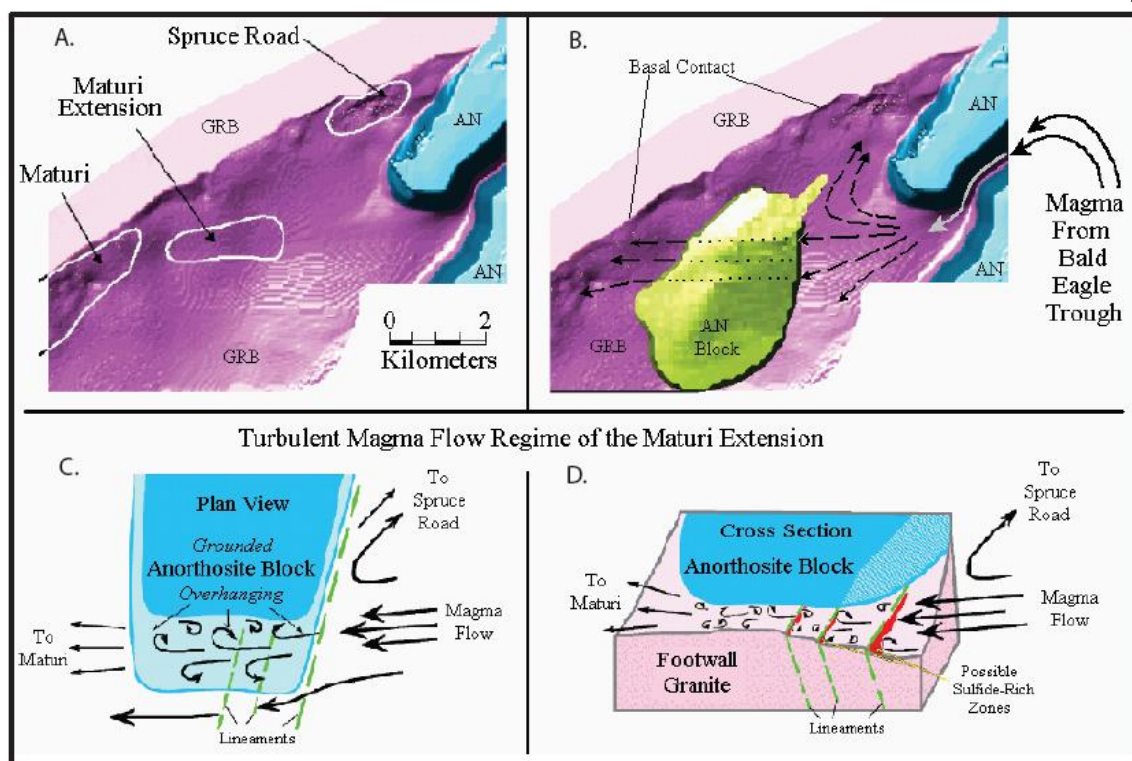 A.
Spruce Road
Maturi
Extension
Maturi
GRB
AN
AN
GRB
0 2
Kilometers
B.
Basal Contact
GRB
AN
AN
GRB
AN
Block
Magma
From
Bald
Eagle
Trough
Turbulent Magma Flow Regime of the Maturi Extension
C.
Plan View
Grounded
Anorthosite Block
Overhanging
To
Spruce
Road
Magma
Flow
To
Maturi
Lineaments
D.
Cross Section
Anorthosite Block
To
Spruce
Road
To
Maturi
Magma
Flow
Footwall
Granite
Possible
Sulfide-Rich
Zones
Lineaments